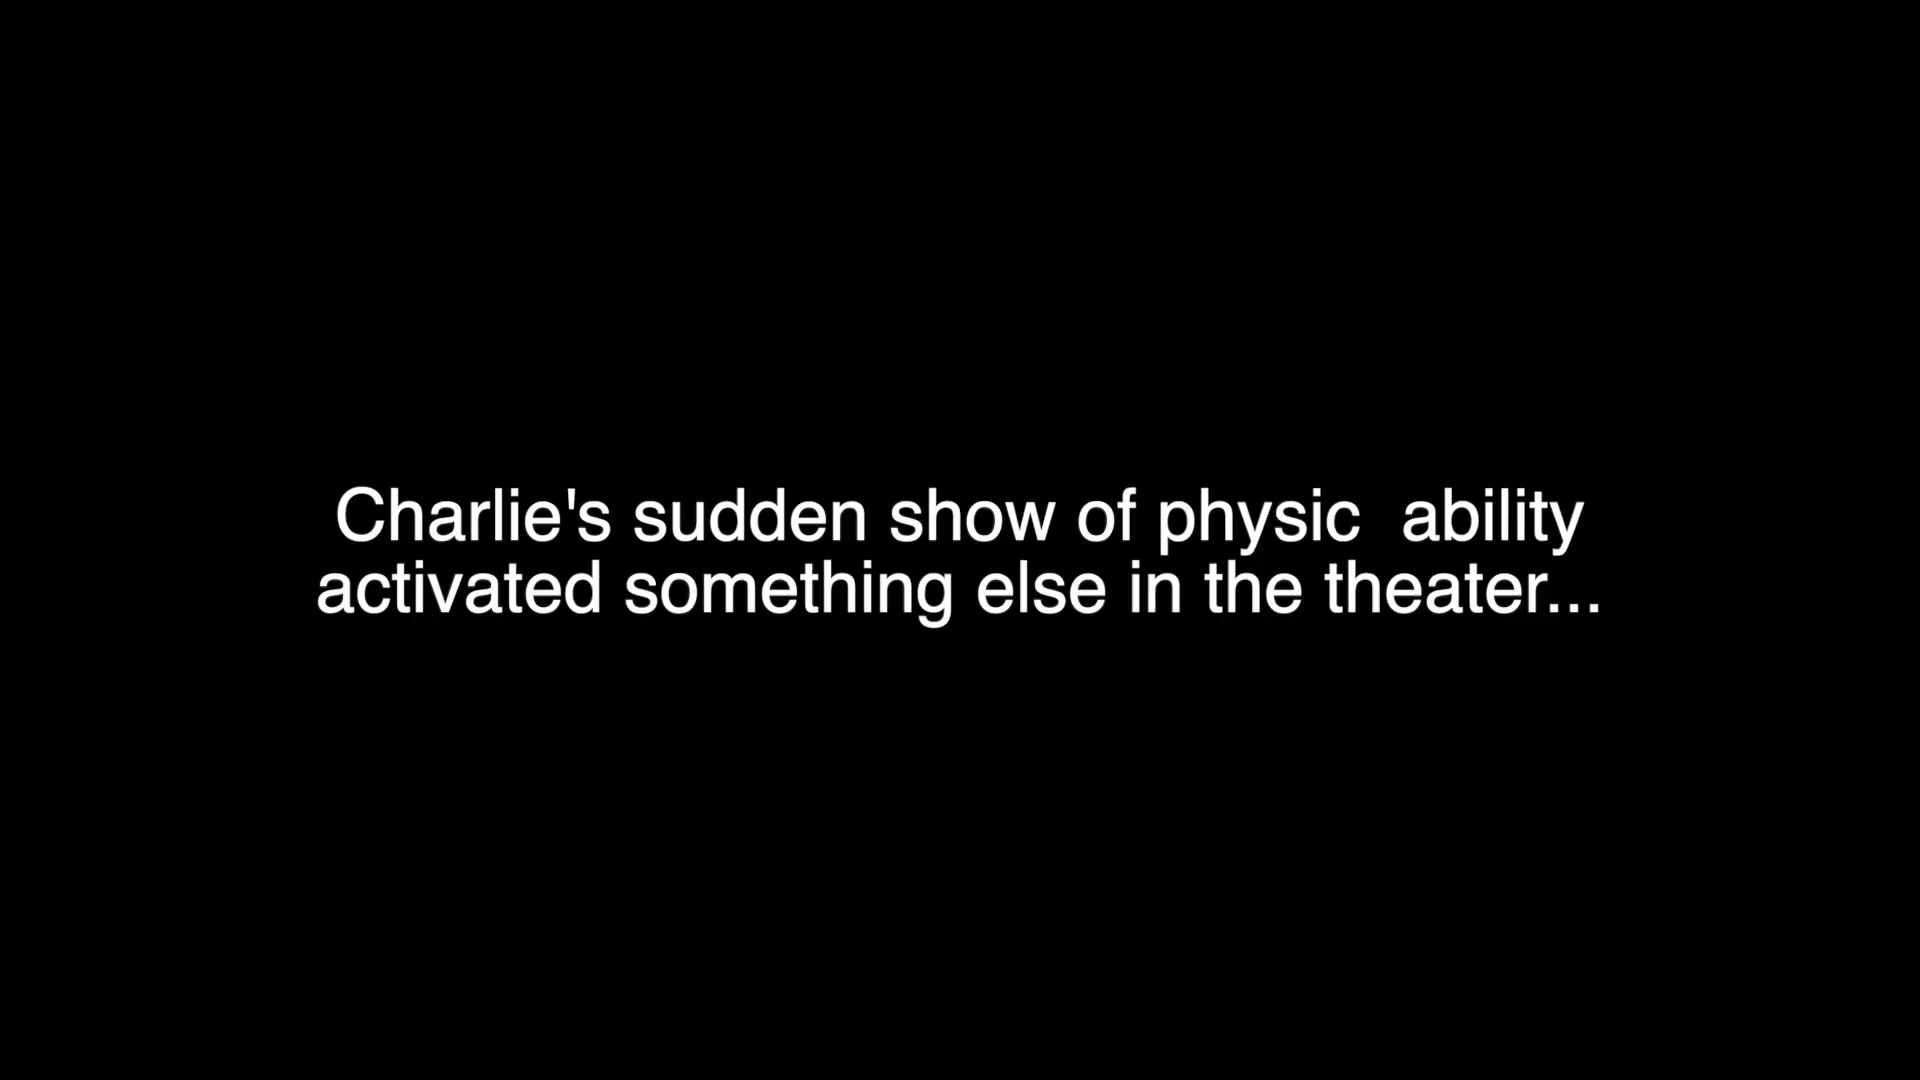 Charlie's sudden show of physic  ability
activated something else in the theater...